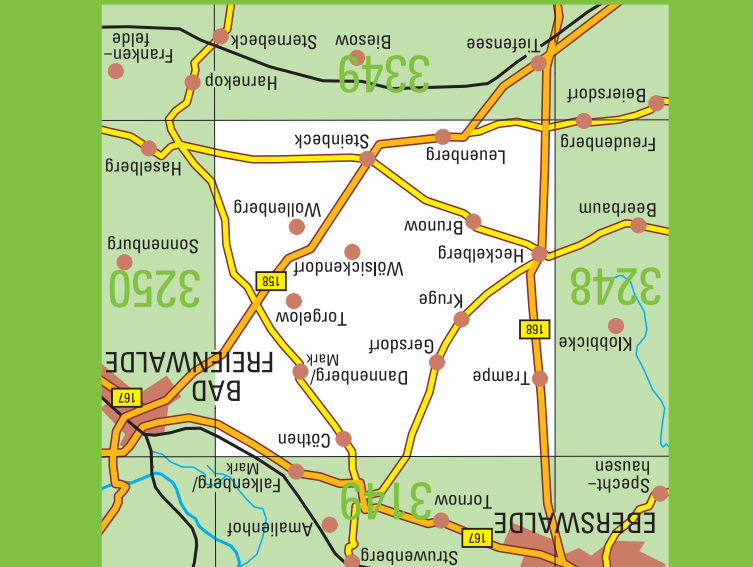 Struwenberg
EBERSWALDE
Amalienhof
167
Tornow
3149
Specht-
hausen
Falkenberg/
Mark
Cöthen
Trampe
Dannenberg/
Mark
167
BAD
FREIENWALDE
Gersdorf
Klobbicke
168
Kruge
Torgelow
3248
158
3250
Wölsickendorf
Heckelberg
Sonnenburg
Brunow
Beerbaum
Wollenberg
Haselberg
Leuenberg
Freudenberg
Steinbeck
Beiersdorf
Harnekop
3349
Tiefensee
Biesow
Sternebeck
Franken-
felde